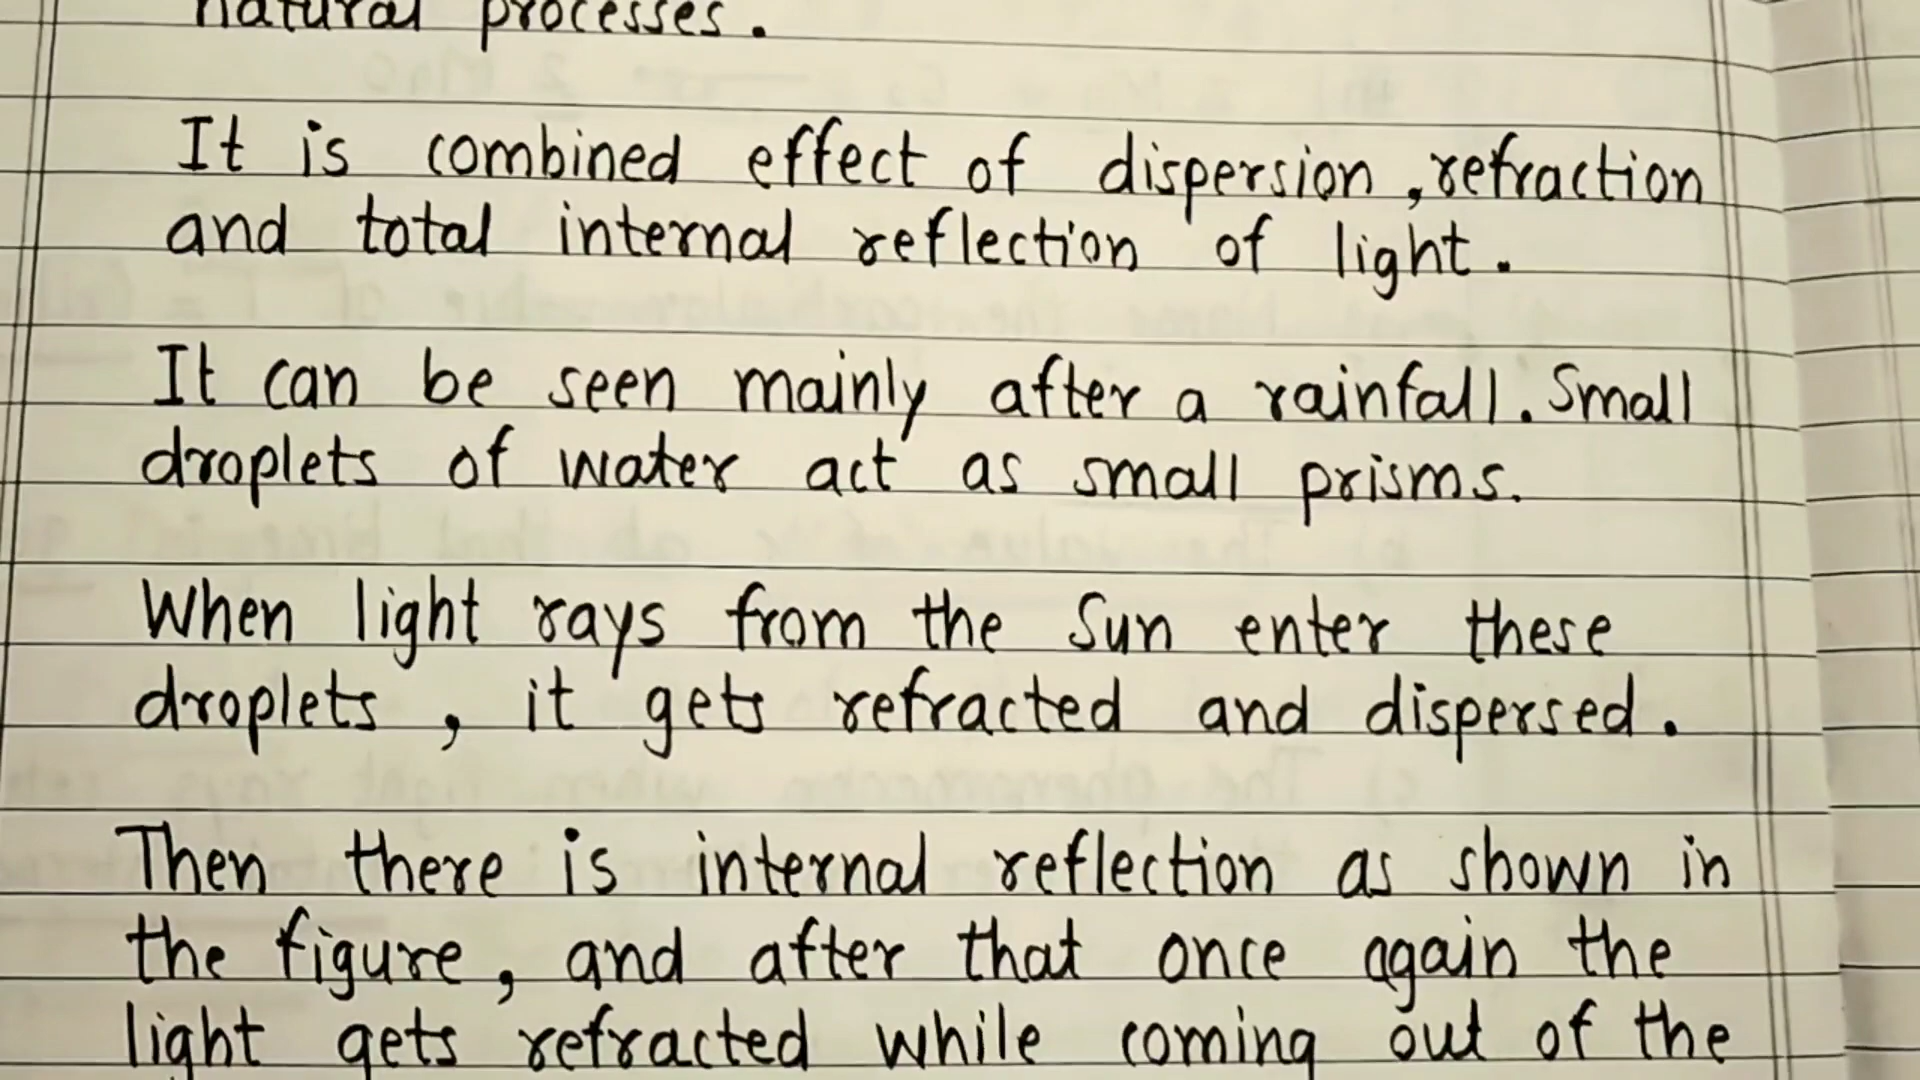 natural processes.
It is combined effect of dispersion, refraction
and total internal reflection of light.
It can be seen mainly after a rainfall. Small
droplets of water act as small prisms.
When light rays from the Sun enter these
droplets, it gets refracted and dispersed.
Then there is internal reflection as shown in
the figure, and after that once again the
light gets refracted while coming out of the